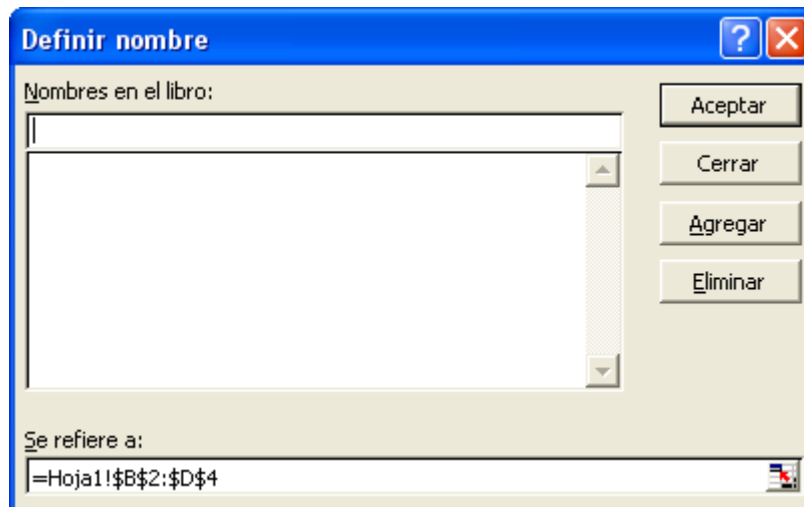 Definir nombre
Nombres en el libro:
Aceptar
Cerrar
Agregar
Eliminar
Se refiere a:
=Hoja1!$B$2:$D$4